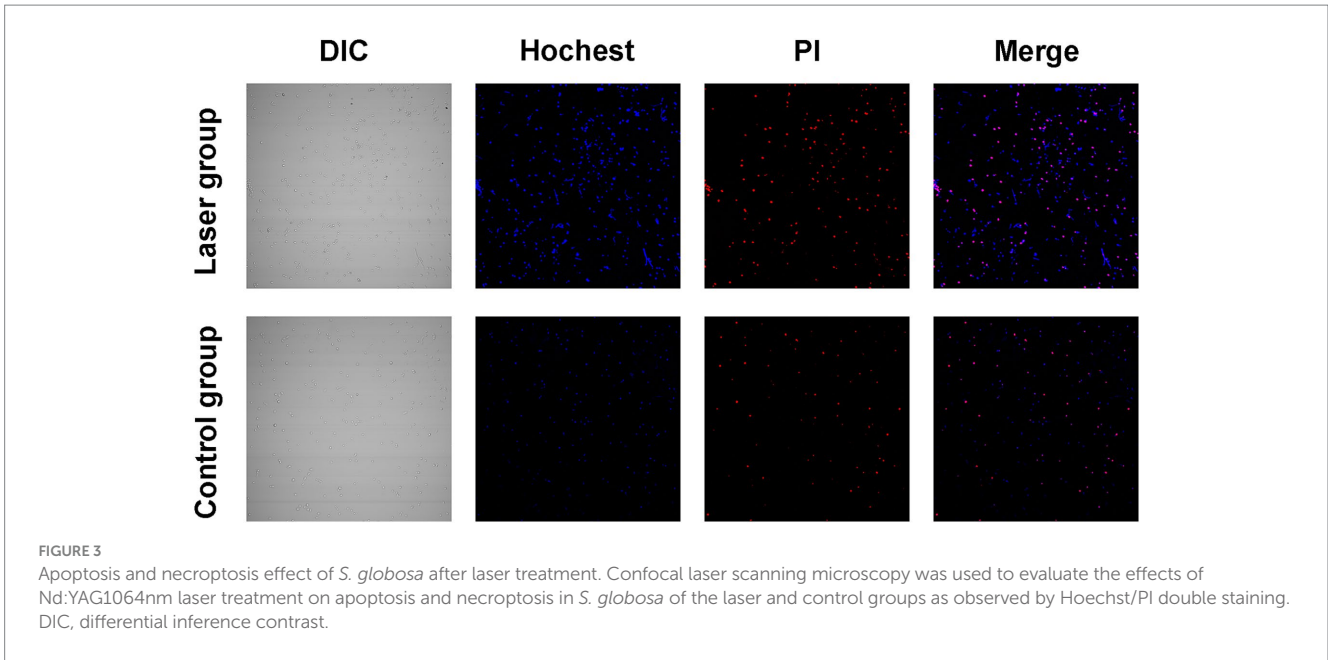 DIC Hochest PI Merge
Laser group
Control group
FIGURE 3
Apoptosis and necroptosis effect of S. globosa after laser treatment. Confocal laser scanning microscopy was used to evaluate the effects of
Nd:YAG1064nm laser treatment on apoptosis and necroptosis in S. globosa of the laser and control groups as observed by Hoechst/PI double staining.
DIC, differential inference contrast.